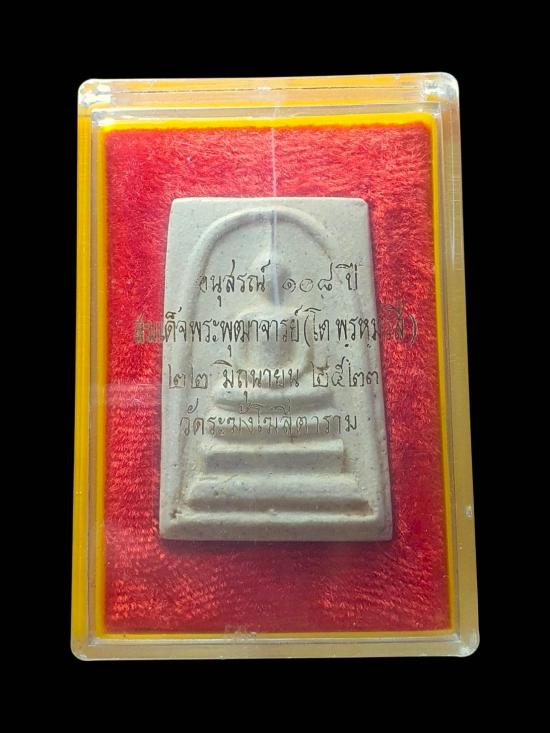 อนุสรณ์ ๑๐๘ ปี
สมเด็จพระพุฒาจารย์(โต พฺรหฺมรํสี)
๒๒ มิถุนายน ๒๕๒๓
วัดระฆังโฆสิตาราม